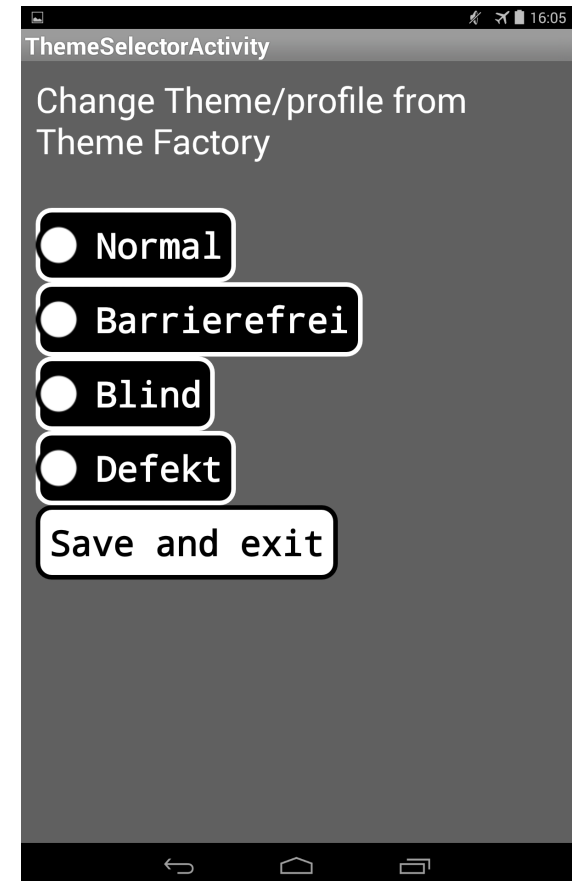 16:05
ThemeSelectorActivity
Change Theme/profile from
Theme Factory
Normal
Barrierefrei
Blind
Defekt
Save and exit